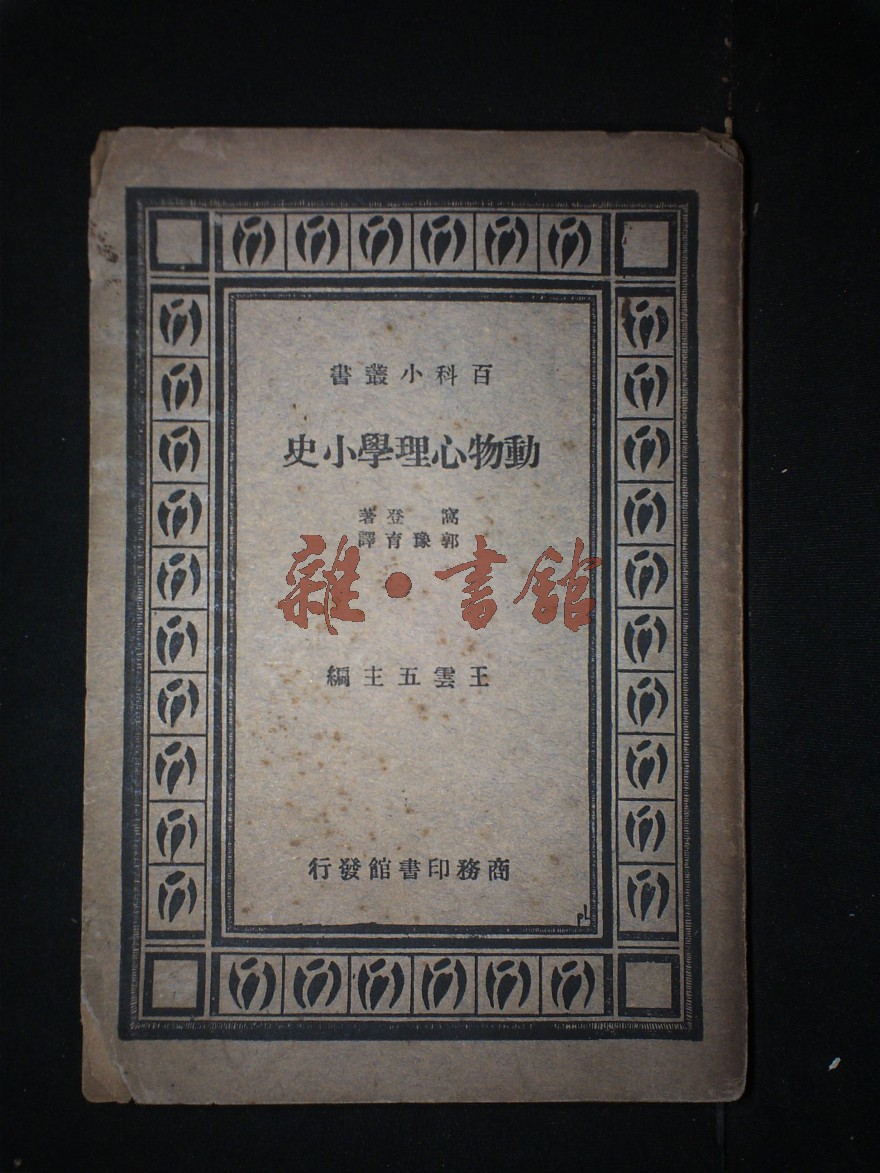 百科小叢書
動物心理學小史
窩登著
郭豫育譯
雜·書館
王雲五主編
商務印書館發行